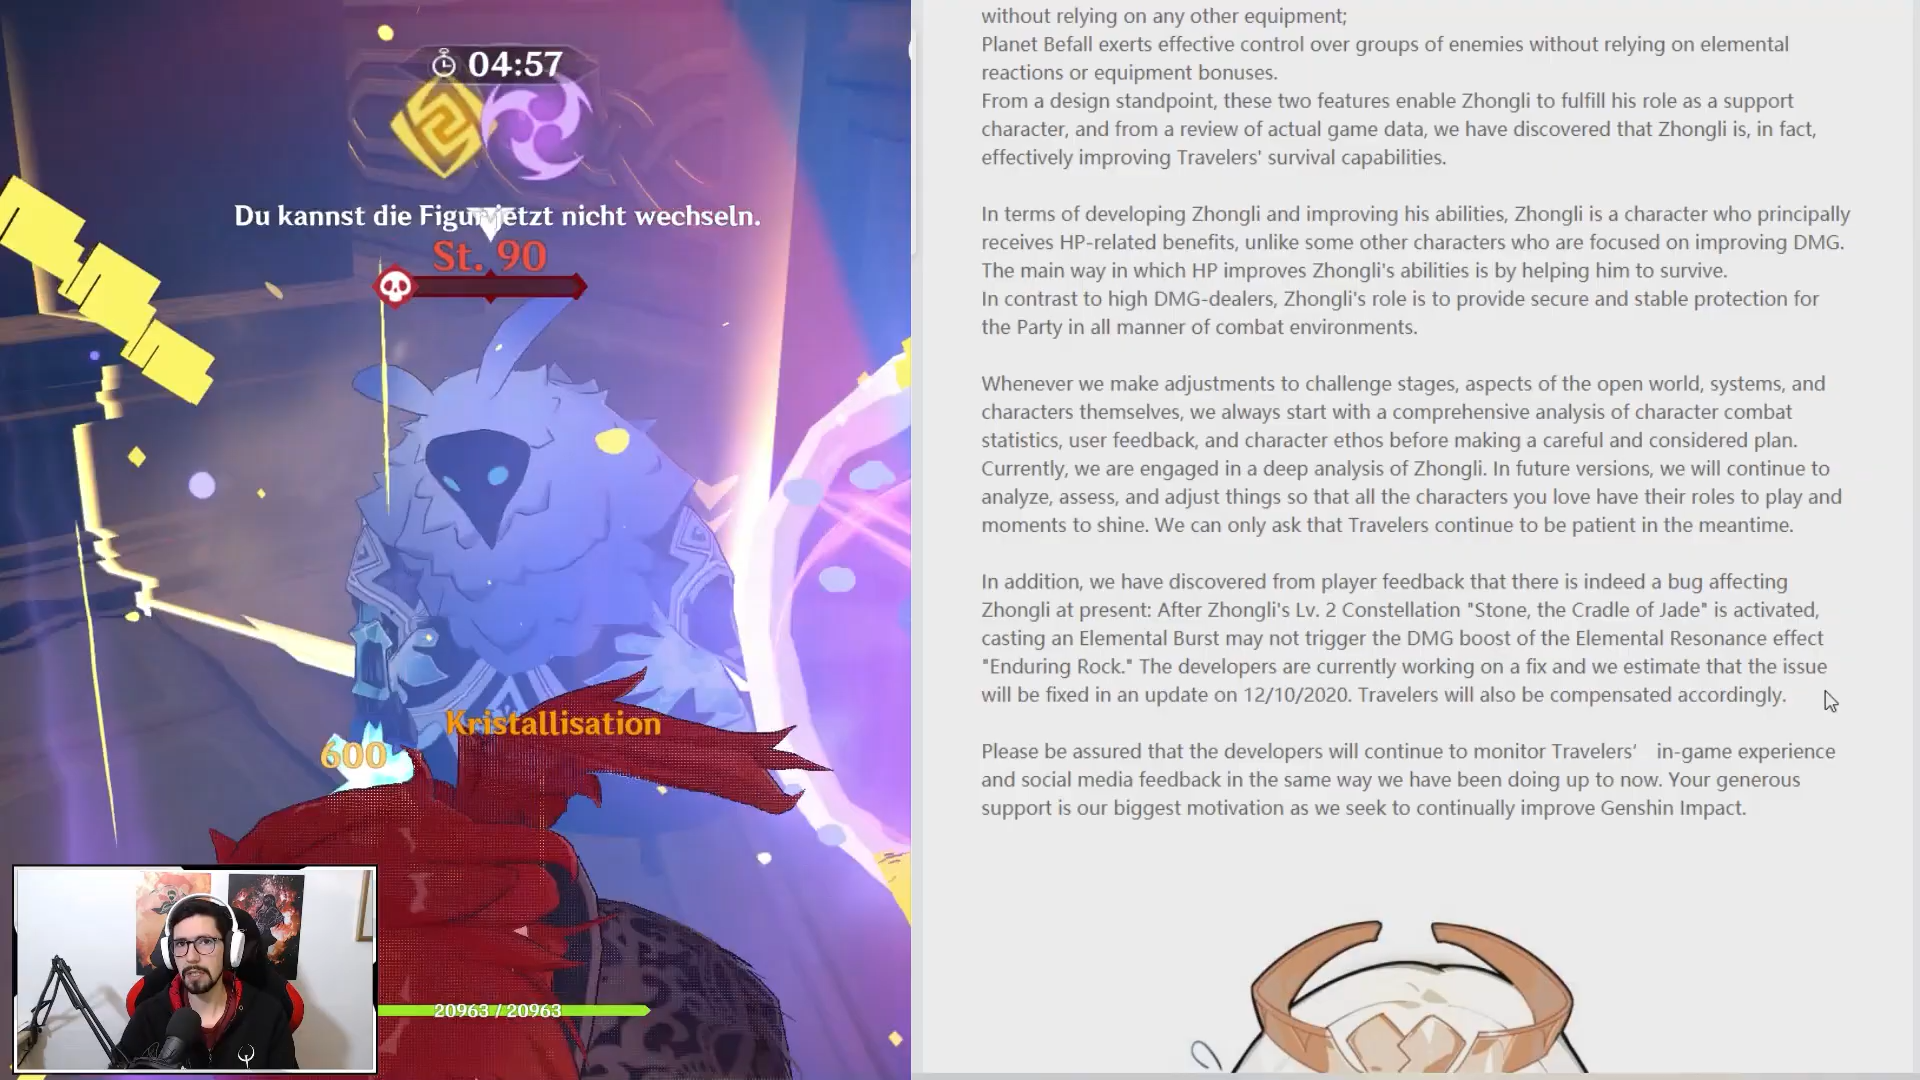 04:57
Du kannst die Figur jetzt nicht wechseln.
St. 90
Kristallisation
600
20963 / 20963
without relying on any other equipment;
Planet Befall exerts effective control over groups of enemies without relying on elemental
reactions or equipment bonuses.
From a design standpoint, these two features enable Zhongli to fulfill his role as a support
character, and from a review of actual game data, we have discovered that Zhongli is, in fact,
effectively improving Travelers' survival capabilities.
In terms of developing Zhongli and improving his abilities, Zhongli is a character who principally
receives HP-related benefits, unlike some other characters who are focused on improving DMG.
The main way in which HP improves Zhongli's abilities is by helping him to survive.
In contrast to high DMG-dealers, Zhongli's role is to provide secure and stable protection for
the Party in all manner of combat environments.
Whenever we make adjustments to challenge stages, aspects of the open world, systems, and
characters themselves, we always start with a comprehensive analysis of character combat
statistics, user feedback, and character ethos before making a careful and considered plan.
Currently, we are engaged in a deep analysis of Zhongli. In future versions, we will continue to
analyze, assess, and adjust things so that all the characters you love have their roles to play and
moments to shine. We can only ask that Travelers continue to be patient in the meantime.
In addition, we have discovered from player feedback that there is indeed a bug affecting
Zhongli at present: After Zhongli's Lv. 2 Constellation "Stone, the Cradle of Jade" is activated,
casting an Elemental Burst may not trigger the DMG boost of the Elemental Resonance effect
"Enduring Rock." The developers are currently working on a fix and we estimate that the issue
will be fixed in an update on 12/10/2020. Travelers will also be compensated accordingly.
Please be assured that the developers will continue to monitor Travelers' in-game experience
and social media feedback in the same way we have been doing up to now. Your generous
support is our biggest motivation as we seek to continually improve Genshin Impact.